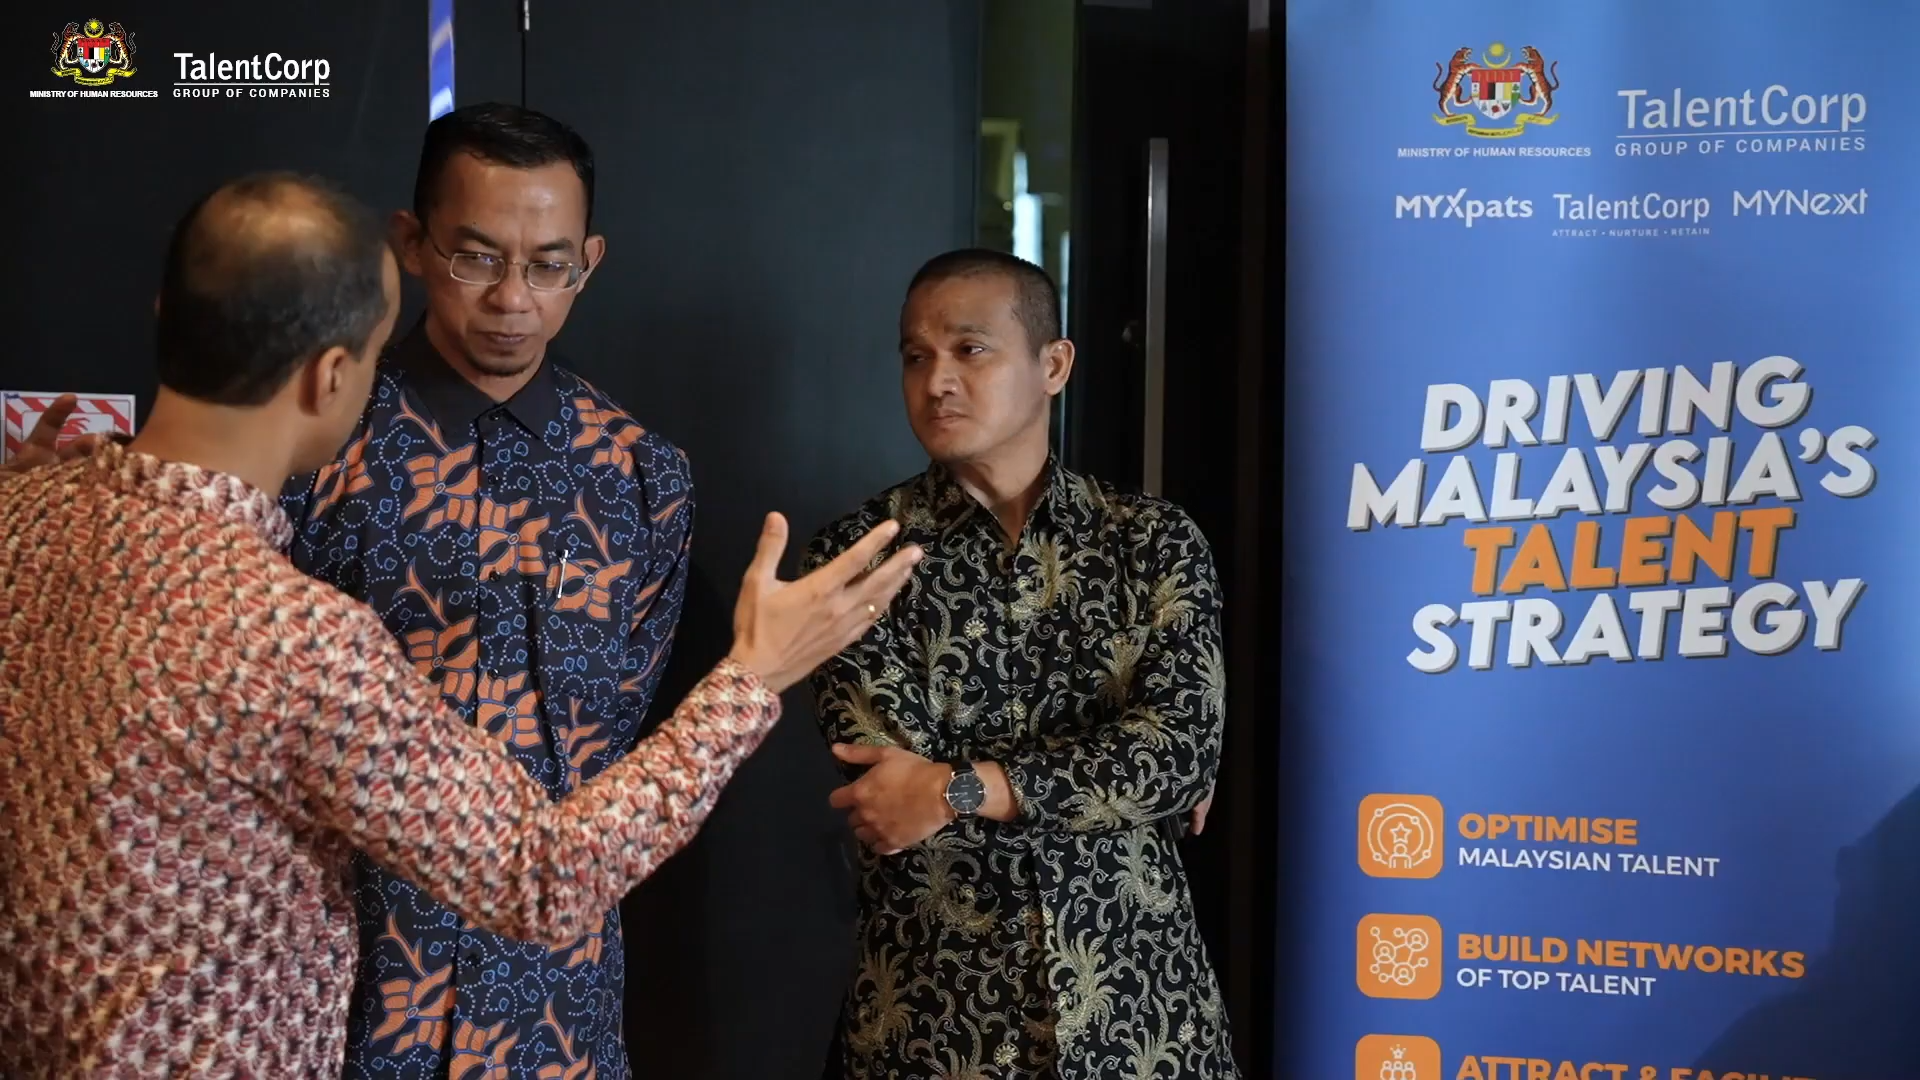 MINISTRY OF HUMAN RESOURCES
TalentCorp
GROUP OF COMPANIES
MINISTRY OF HUMAN RESOURCES
TalentCorp
GROUP OF COMPANIES
MYXpats
TalentCorp
ATTRACT • NURTURE • RETAIN
MYNext
DRIVING
MALAYSIA'S
TALENT
STRATEGY
OPTIMISE
MALAYSIAN TALENT
BUILD NETWORKS
OF TOP TALENT
ATTRACT &